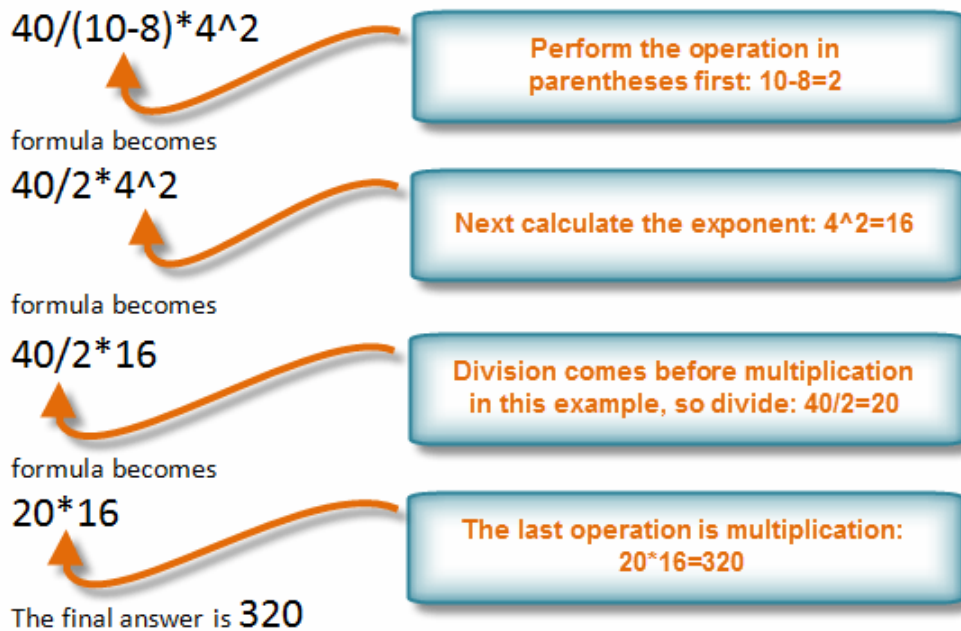 40/(10-8)*4^2
Perform the operation in
parentheses first: 10-8=2
formula becomes
40/2*4^2
Next calculate the exponent: 4^2=16
formula becomes
40/2*16
Division comes before multiplication
in this example, so divide: 40/2=20
formula becomes
20*16
The last operation is multiplication:
20*16=320
The final answer is 320